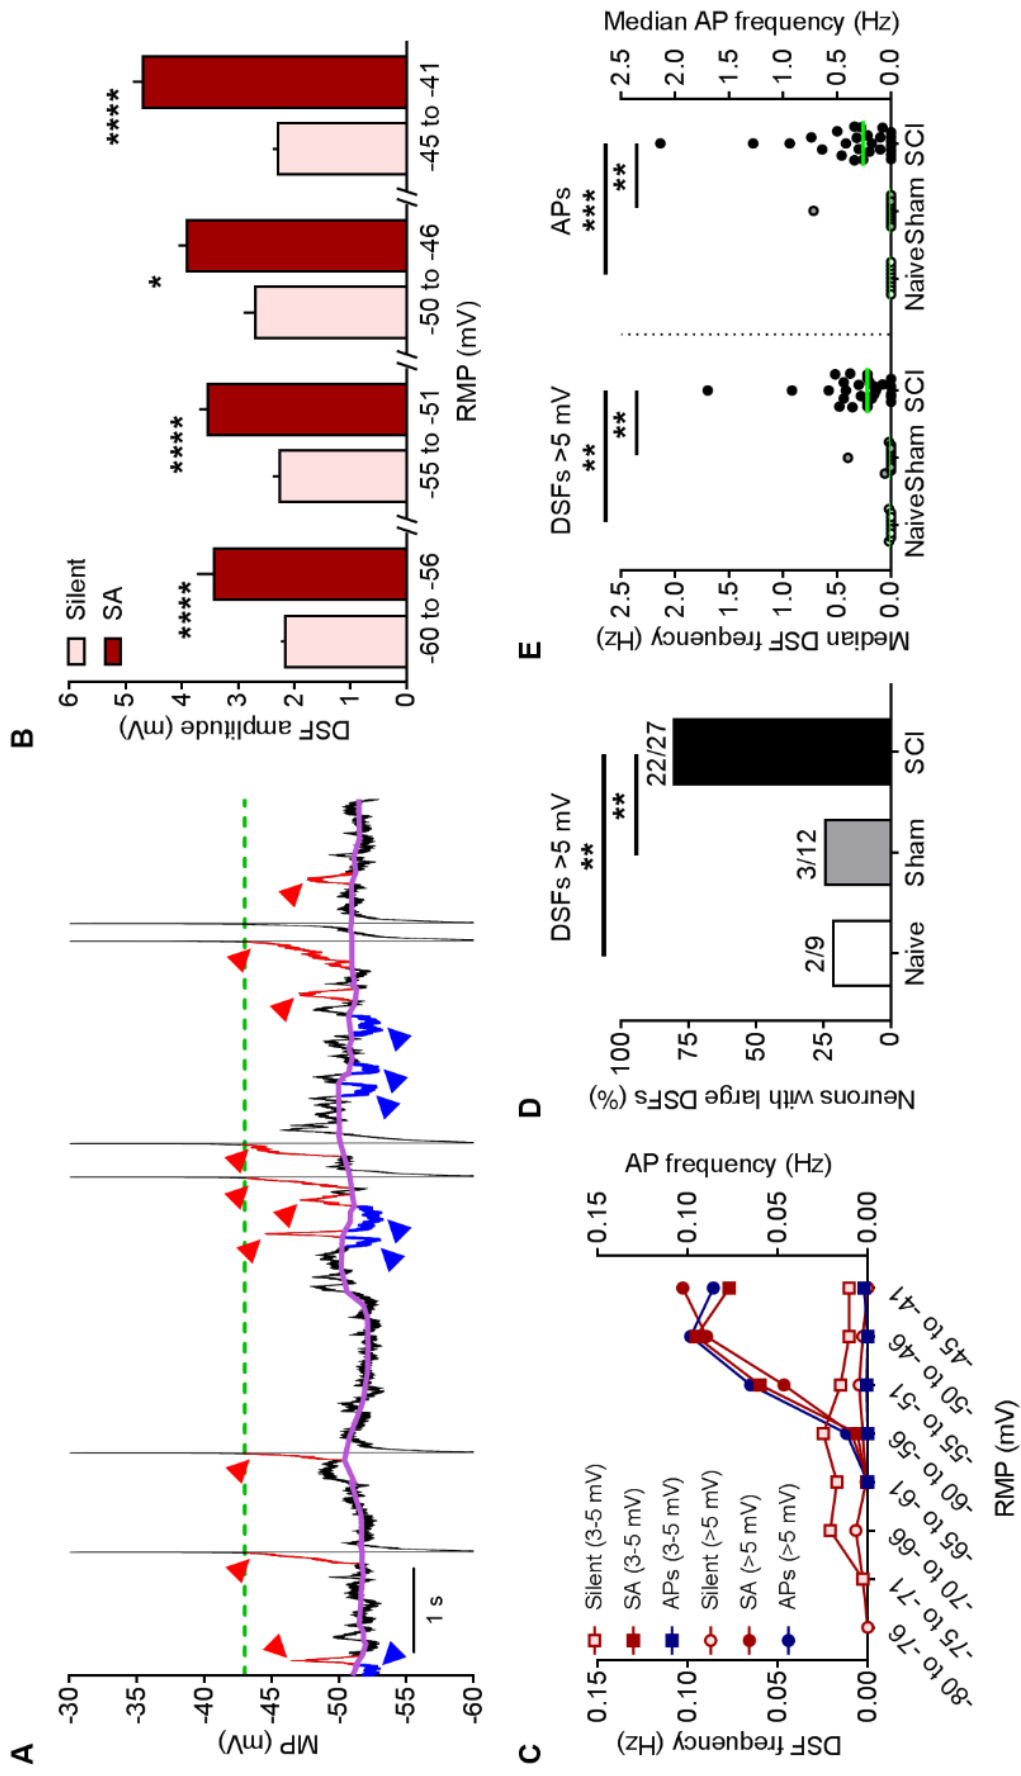 A
-30
-35
-40
-45
-50
-55
-60
MP (mV)
1 s
B
Silent
SA
6
5
4
3
2
1
0
DSF amplitude (mV)
****
****
*
****
-60 to -56
-55 to -51
-50 to -46
-45 to -41
RMP (mV)
C
0.15
0.10
0.05
0.00
DSF frequency (Hz)
Silent (3-5 mV)
SA (3-5 mV)
APs (3-5 mV)
Silent (>5 mV)
SA (>5 mV)
APs (>5 mV)
0.15
0.10
0.05
0.00
AP frequency (Hz)
-80 to -76
-75 to -71
-70 to -66
-65 to -61
-60 to -56
-55 to -51
-50 to -46
-45 to -41
RMP (mV)
D
DSFs >5 mV
**
**
100
75
50
25
0
Neurons with large DSFs (%)
2/9
3/12
22/27
Naive
Sham
SCI
E
DSFs >5 mV
**
**
APs
***
**
2.5
2.0
1.5
1.0
0.5
0.0
Median DSF frequency (Hz)
2.5
2.0
1.5
1.0
0.5
0.0
Median AP frequency (Hz)
Naive Sham SCI
Naive Sham SCI